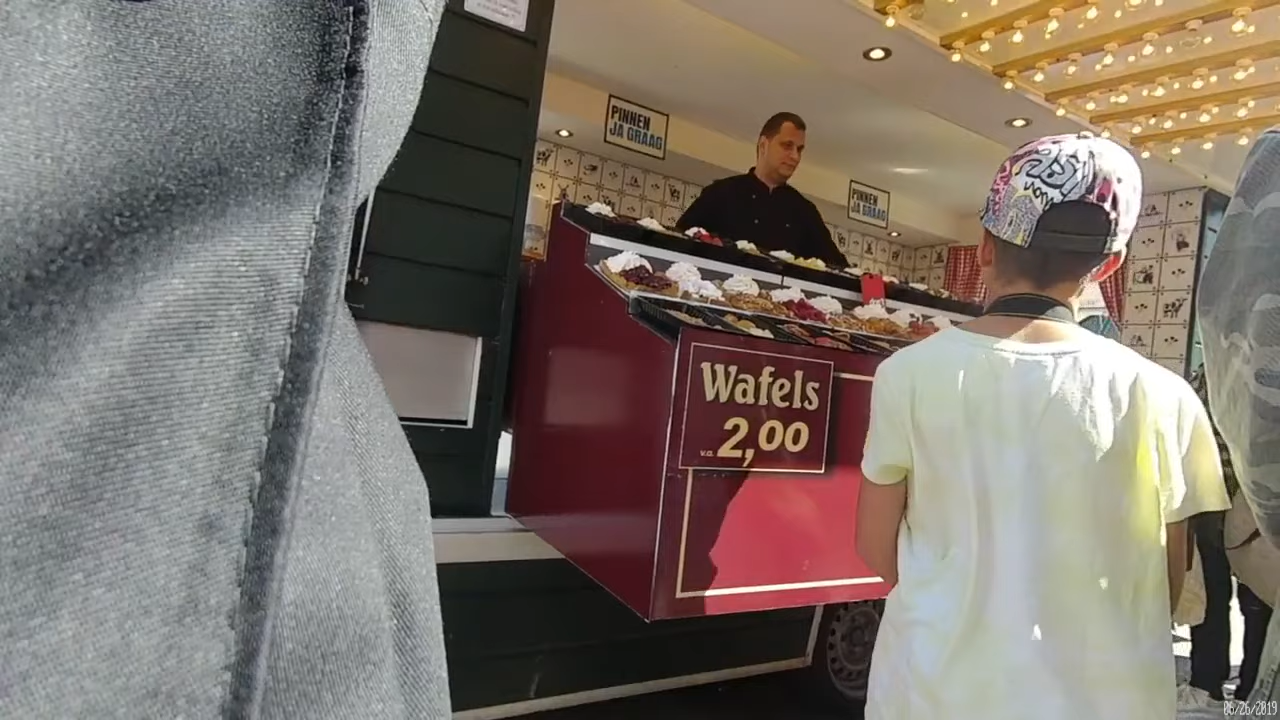 PINNEN
JA GRAAG
PINNEN
JA GRAAG
Wafels
v.a. 2,00
06/26/2019